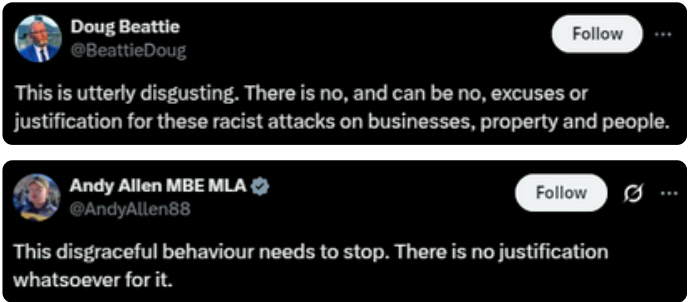 Doug Beattie
@BeattieDoug
Follow
This is utterly disgusting. There is no, and can be no, excuses or
justification for these racist attacks on businesses, property and people.
Andy Allen MBE MLA
@AndyAllen88
Follow
This disgraceful behaviour needs to stop. There is no justification
whatsoever for it.